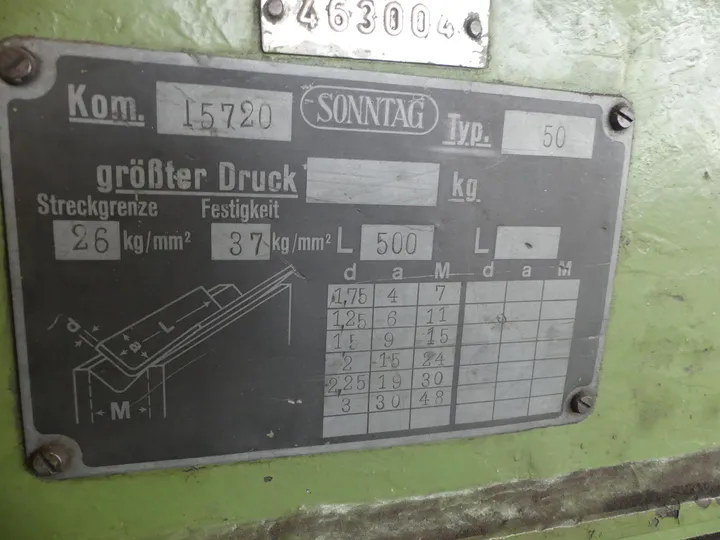 463004
Kom. 15720 SONNTAG Typ. 50
größter Druck kg
Streckgrenze Festigkeit
26 kg/mm² 37 kg/mm² L 500 L
d a M d a M
1,75 4 7
1,25 6 11
15 9 15
2 15 24
2,25 19 30
3 30 48
d a L
M